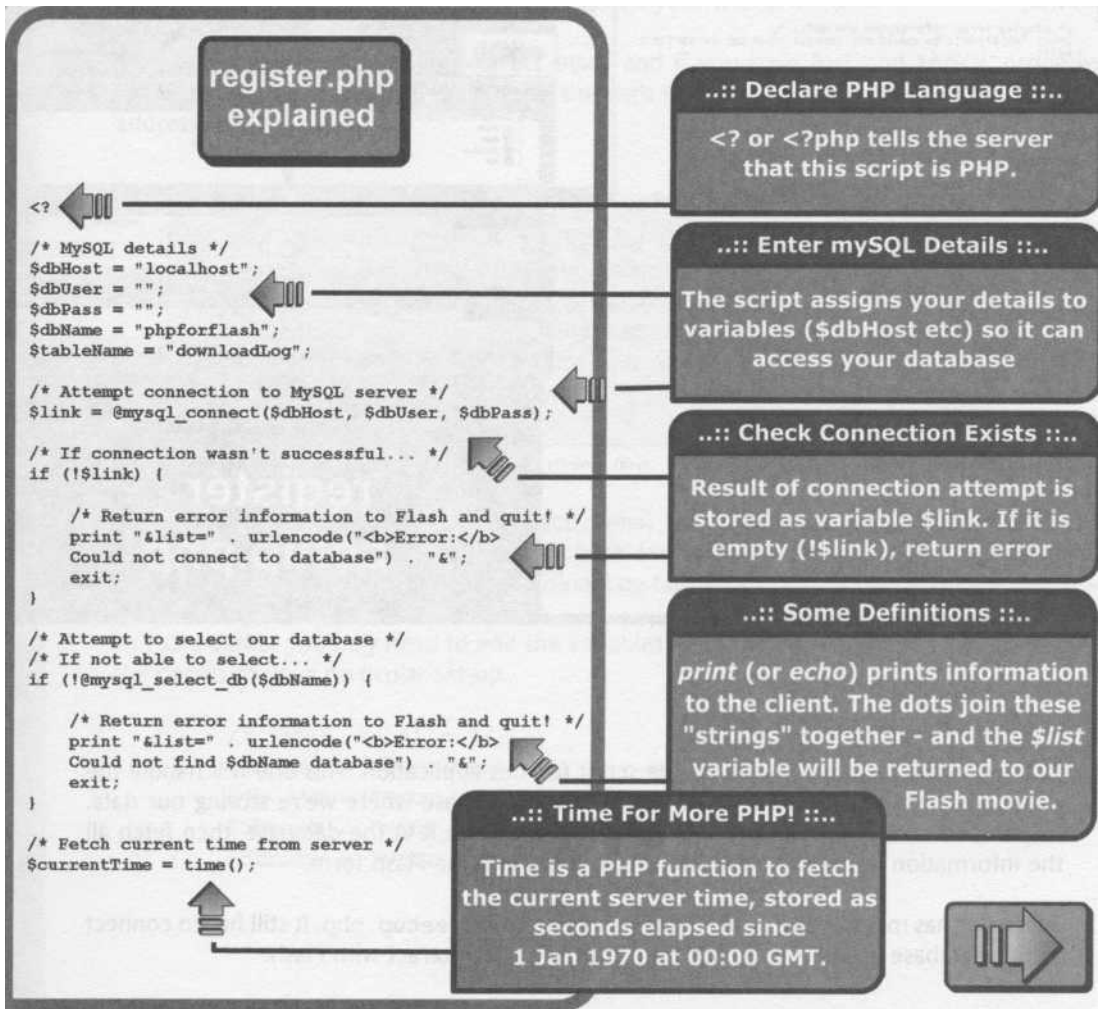 register.php
explained
<?
/* MySQL details */
$dbHost = "localhost";
$dbUser = "";
$dbPass = "";
$dbName = "phpforflash";
$tableName = "downloadLog";
/* Attempt connection to MySQL server */
$link = @mysql_connect($dbHost, $dbUser, $dbPass);
/* If connection wasn't successful... */
if (!$link) {
/* Return error information to Flash and quit! */
print "&list=" . urlencode("<b>Error:</b>
Could not connect to database") . "&";
exit;
}
/* Attempt to select our database */
/* If not able to select... */
if (!@mysql_select_db($dbName)) {
/* Return error information to Flash and quit! */
print "&list=" . urlencode("<b>Error:</b>
Could not find $dbName database") . "&";
exit;
}
/* Fetch current time from server */
$currentTime = time();
..:: Declare PHP Language ::..
<? or <?php tells the server
that this script is PHP.
..:: Enter mySQL Details ::..
The script assigns your details to
variables ($dbHost etc) so it can
access your database
..:: Check Connection Exists ::..
Result of connection attempt is
stored as variable $link. If it is
empty (!$link), return error
..:: Some Definitions ::..
print (or echo) prints information
to the client. The dots join these
"strings" together - and the $list
variable will be returned to our
Flash movie.
..:: Time For More PHP! ::..
Time is a PHP function to fetch
the current server time, stored as
seconds elapsed since
1 Jan 1970 at 00:00 GMT.